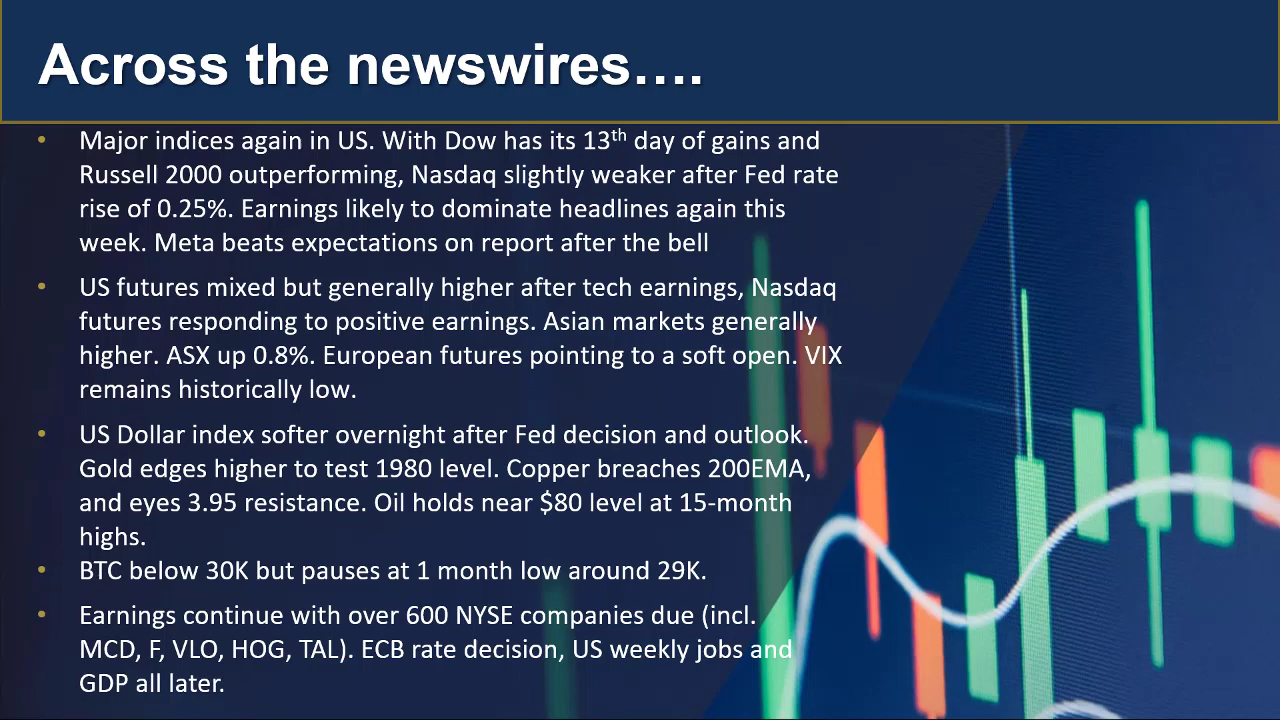 Across the newswires….
• Major indices again in US. With Dow has its 13th day of gains and
Russell 2000 outperforming, Nasdaq slightly weaker after Fed rate
rise of 0.25%. Earnings likely to dominate headlines again this
week. Meta beats expectations on report after the bell
• US futures mixed but generally higher after tech earnings, Nasdaq
futures responding to positive earnings. Asian markets generally
higher. ASX up 0.8%. European futures pointing to a soft open. VIX
remains historically low.
• US Dollar index softer overnight after Fed decision and outlook.
Gold edges higher to test 1980 level. Copper breaches 200EMA,
and eyes 3.95 resistance. Oil holds near $80 level at 15-month
highs.
• BTC below 30K but pauses at 1 month low around 29K.
• Earnings continue with over 600 NYSE companies due (incl.
MCD, F, VLO, HOG, TAL). ECB rate decision, US weekly jobs and
GDP all later.